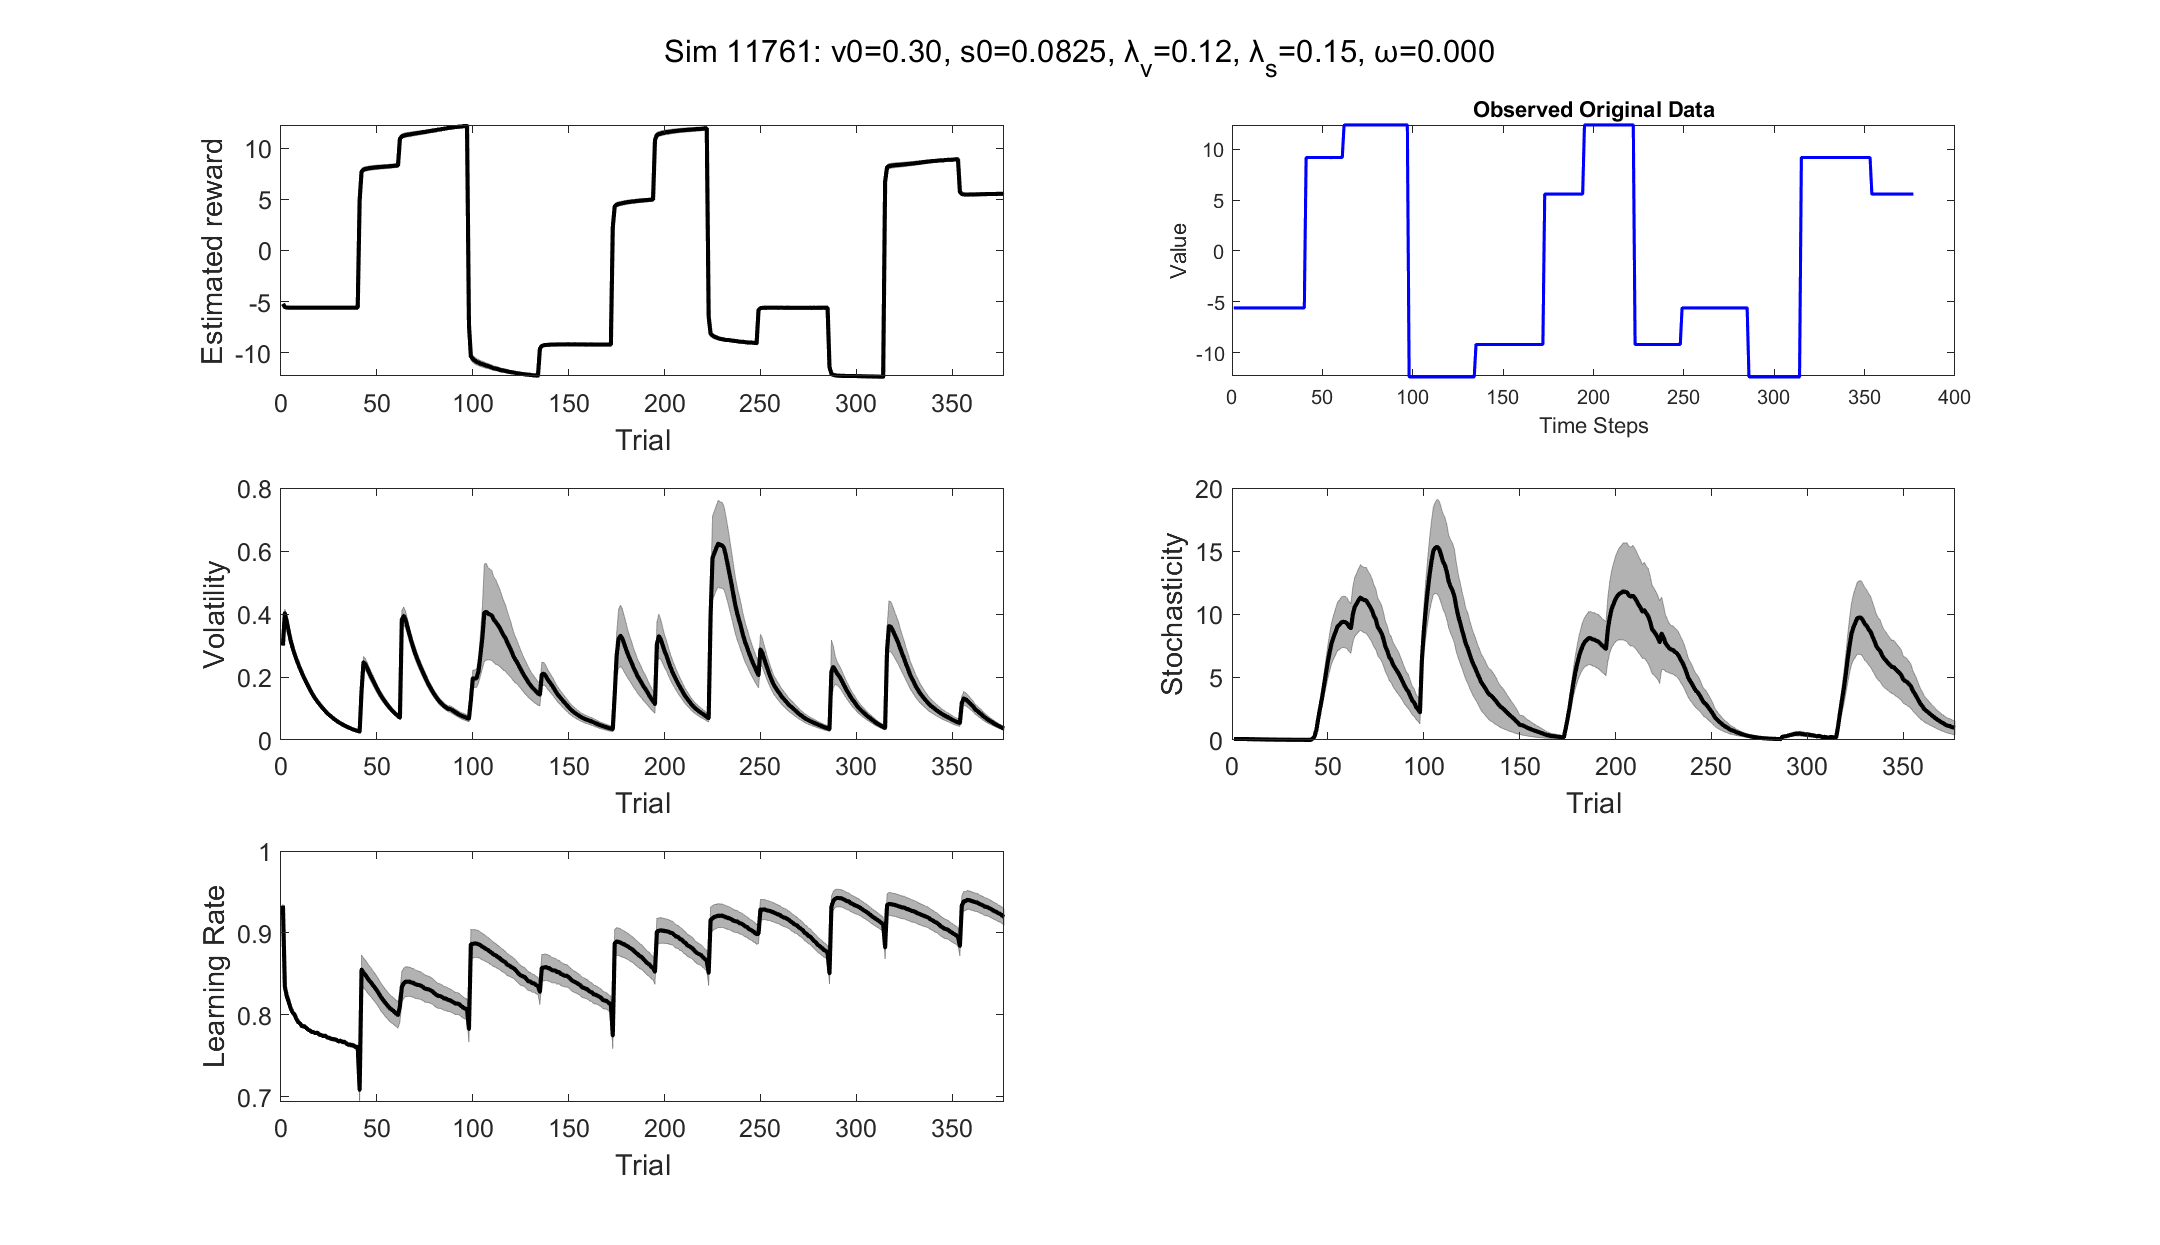 Sim 11761: v0=0.30, s0=0.0825, λ_v=0.12, λ_s=0.15, ω=0.000
Estimated reward
10
5
0
-5
-10
0 50 100 150 200 250 300 350
Trial
Observed Original Data
Value
10
5
0
-5
-10
0 50 100 150 200 250 300 350 400
Time Steps
Volatility
0.8
0.6
0.4
0.2
0
0 50 100 150 200 250 300 350
Trial
Stochasticity
20
15
10
5
0
0 50 100 150 200 250 300 350
Trial
Learning Rate
1
0.9
0.8
0.7
0 50 100 150 200 250 300 350
Trial